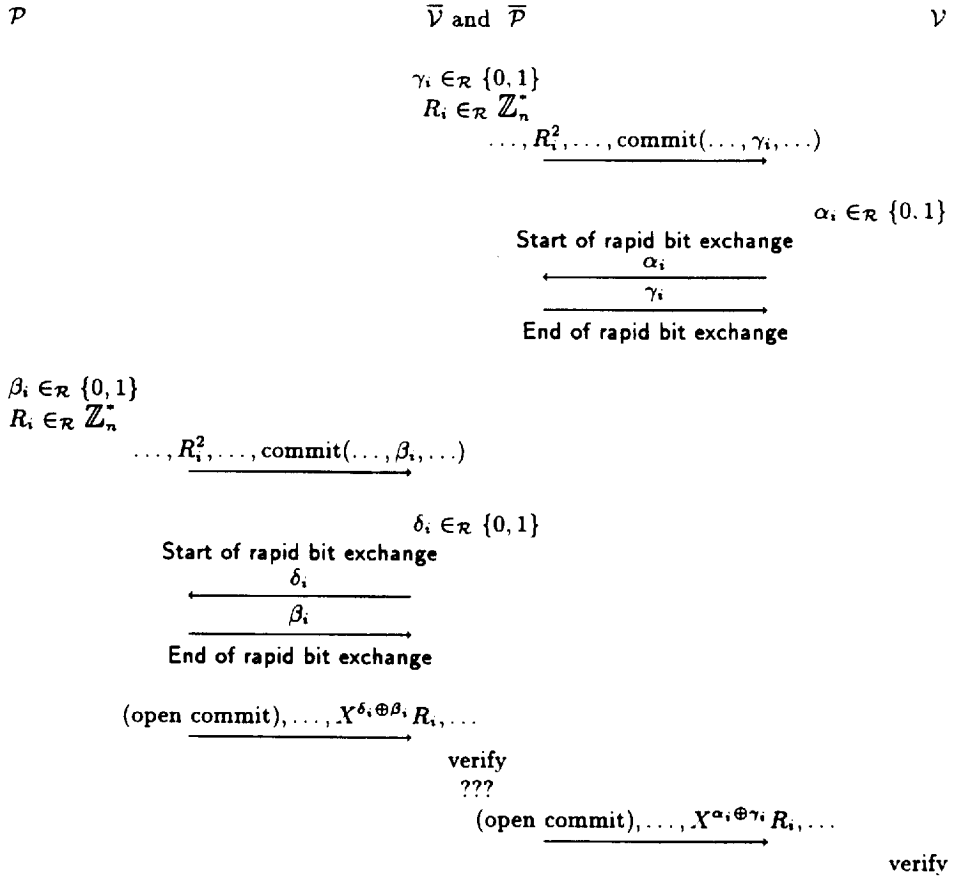 𝒫 𝒱̅ and 𝒫̅ 𝒱
γᵢ ∈_ℛ {0, 1}
Rᵢ ∈_ℛ ℤ*ₙ
. . . , Rᵢ², . . . , commit(. . . , γᵢ, . . .)
αᵢ ∈_ℛ {0.1}
Start of rapid bit exchange
αᵢ
γᵢ
End of rapid bit exchange
βᵢ ∈_ℛ {0, 1}
Rᵢ ∈_ℛ ℤ*ₙ
. . . , Rᵢ², . . . , commit(. . . , βᵢ, . . .)
δᵢ ∈_ℛ {0, 1}
Start of rapid bit exchange
δᵢ
βᵢ
End of rapid bit exchange
(open commit), . . . , X^{δᵢ⊕βᵢ} Rᵢ, . . .
verify
???
(open commit), . . . , X^{αᵢ⊕γᵢ} Rᵢ, . . .
verify